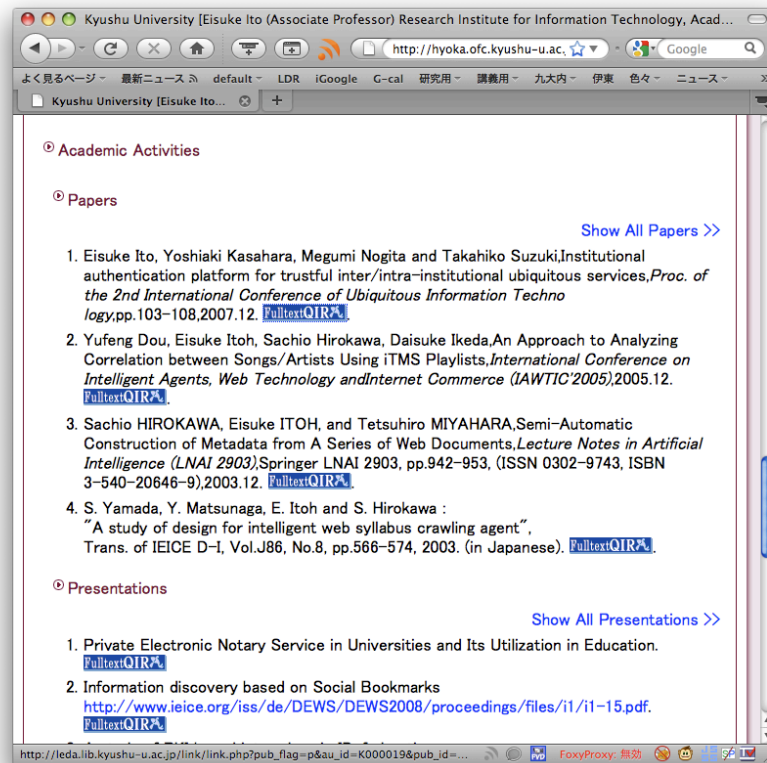 Kyushu University [Eisuke Ito (Associate Professor) Research Institute for Information Technology, Acad...
http://hyoka.ofc.kyushu-u.ac.
Google
よく見るページ 最新ニュース default LDR iGoogle G-cal 研究用 講義用 九大内 伊東 色々 ニュース
Kyushu University [Eisuke Ito...
Academic Activities
Papers
Show All Papers >>
1. Eisuke Ito, Yoshiaki Kasahara, Megumi Nogita and Takahiko Suzuki,Institutional
authentication platform for trustful inter/intra-institutional ubiquitous services,Proc. of
the 2nd International Conference of Ubiquitous Information Techno
logy,pp.103-108,2007.12. FulltextQIR.
2. Yufeng Dou, Eisuke Itoh, Sachio Hirokawa, Daisuke Ikeda,An Approach to Analyzing
Correlation between Songs/Artists Using iTMS Playlists,International Conference on
Intelligent Agents, Web Technology andInternet Commerce (IAWTIC'2005),2005.12.
FulltextQIR.
3. Sachio HIROKAWA, Eisuke ITOH, and Tetsuhiro MIYAHARA,Semi-Automatic
Construction of Metadata from A Series of Web Documents,Lecture Notes in Artificial
Intelligence (LNAI 2903),Springer LNAI 2903, pp.942-953, (ISSN 0302-9743, ISBN
3-540-20646-9),2003.12. FulltextQIR.
4. S. Yamada, Y. Matsunaga, E. Itoh and S. Hirokawa :
"A study of design for intelligent web syllabus crawling agent",
Trans. of IEICE D-I, Vol.J86, No.8, pp.566-574, 2003. (in Japanese). FulltextQIR.
Presentations
Show All Presentations >>
1. Private Electronic Notary Service in Universities and Its Utilization in Education.
FulltextQIR
2. Information discovery based on Social Bookmarks
http://www.ieice.org/iss/de/DEWS/DEWS2008/proceedings/files/i1/i1-15.pdf.
FulltextQIR
http://leda.lib.kyushu-u.ac.jp/link/link.php?pub_flag=p&au_id=K000019&pub_id=... FoxyProxy: 無効